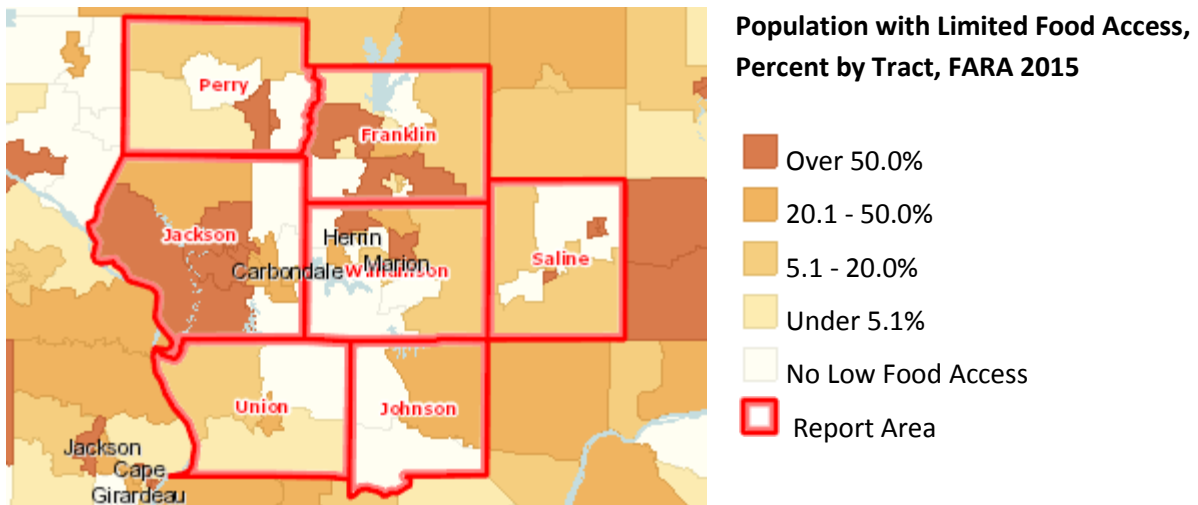 Population with Limited Food Access,
Percent by Tract, FARA 2015
Over 50.0%
20.1 - 50.0%
5.1 - 20.0%
Under 5.1%
No Low Food Access
Report Area
Perry
Franklin
Jackson
Herrin
Carbondale
Marion
Saline
Union
Johnson
Jackson
Cape
Girardeau